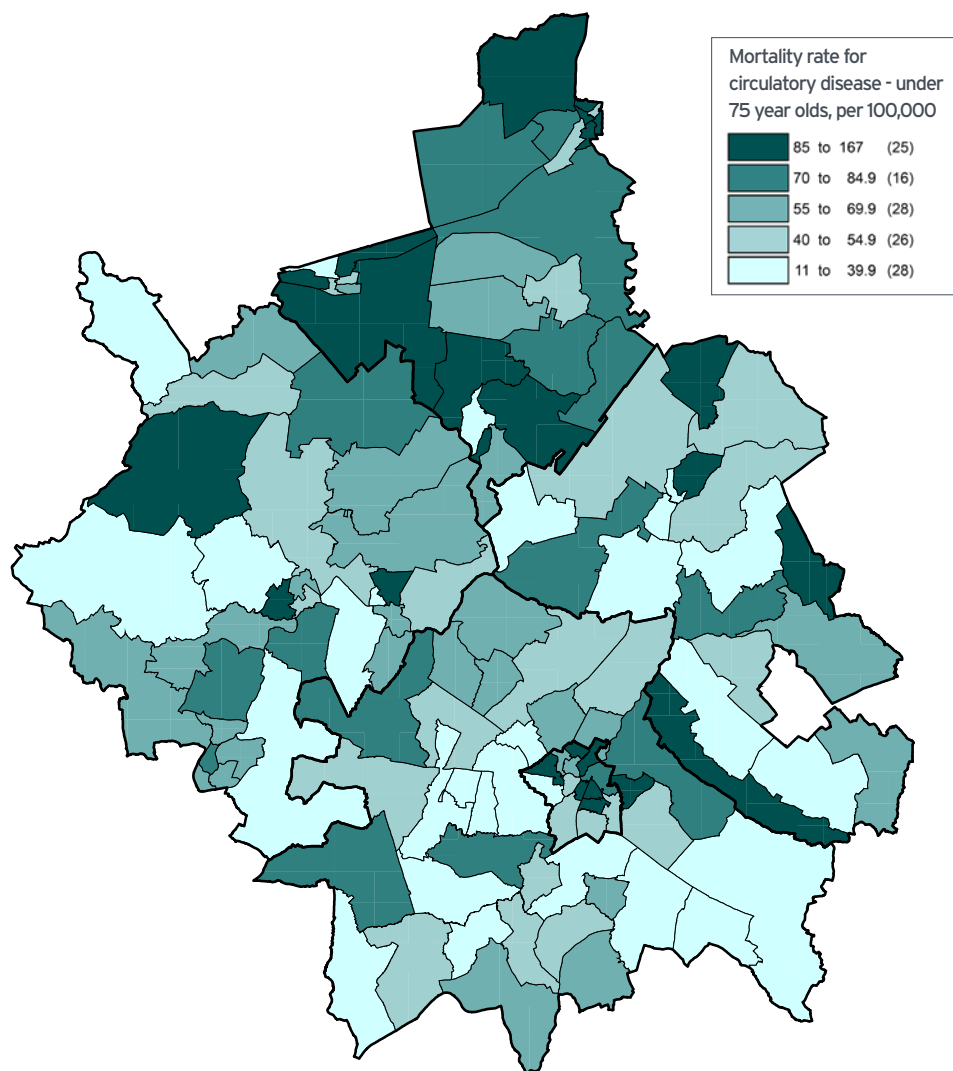 Mortality rate for
circulatory disease - under
75 year olds, per 100,000
85 to 167 (25)
70 to 84.9 (16)
55 to 69.9 (28)
40 to 54.9 (26)
11 to 39.9 (28)